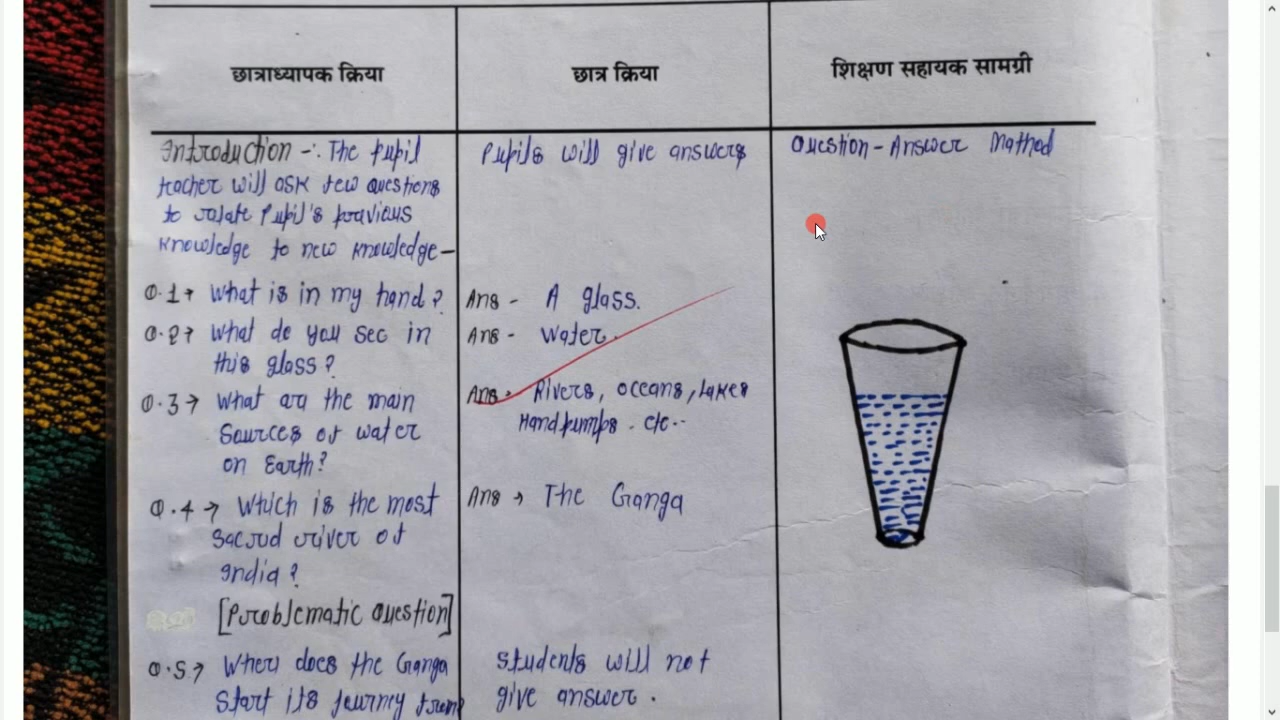 छात्राध्यापक क्रिया
छात्र क्रिया
शिक्षण सहायक सामग्री
Introduction -: The pupil
teacher will ask few questions
to relate Pupil's previous
knowledge to new knowledge-
Pupils will give answers
Question-Answer Method
Q.1→ What is in my hand?
Ans - A glass.
Q.2→ What do you see in
this glass?
Ans - Water.
Q.3→ What are the main
sources of water
on Earth?
Ans - Rivers, oceans, Lakes
Handpumps. etc..
Q.4→ Which is the most
sacred river of
India?
Ans → The Ganga
[Problematic Question]
Q.5→ Where does the Ganga
start its journey from?
Students will not
give answer.